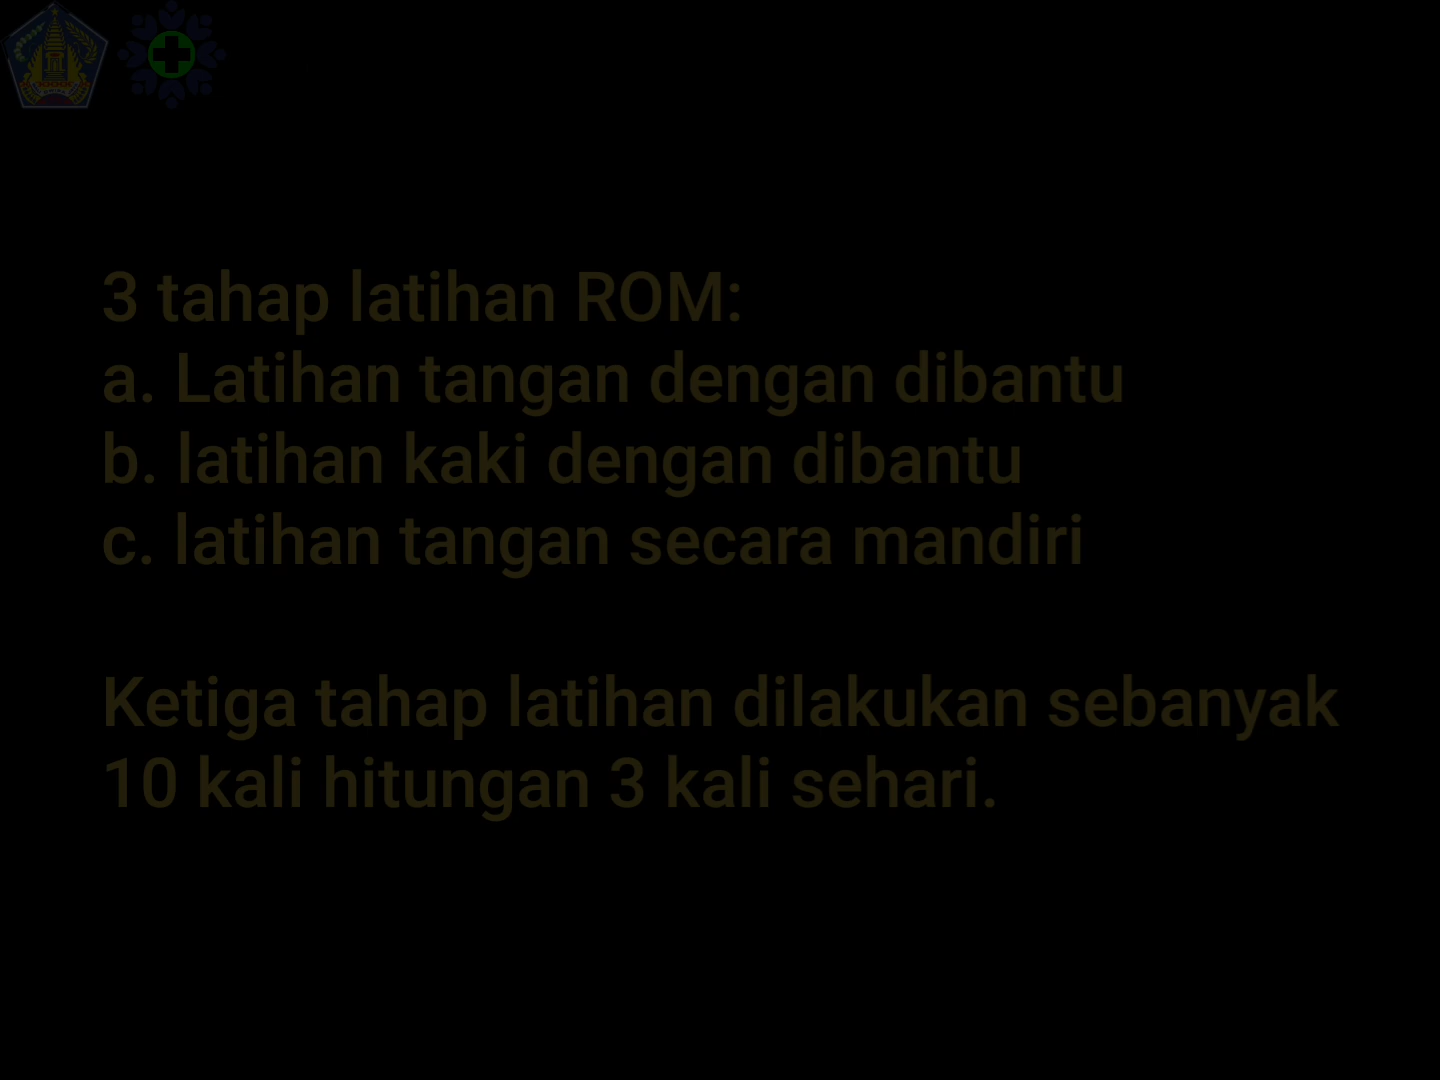 3 tahap latihan ROM:
a. Latihan tangan dengan dibantu
b. latihan kaki dengan dibantu
c. latihan tangan secara mandiri
Ketiga tahap latihan dilakukan sebanyak
10 kali hitungan 3 kali sehari.